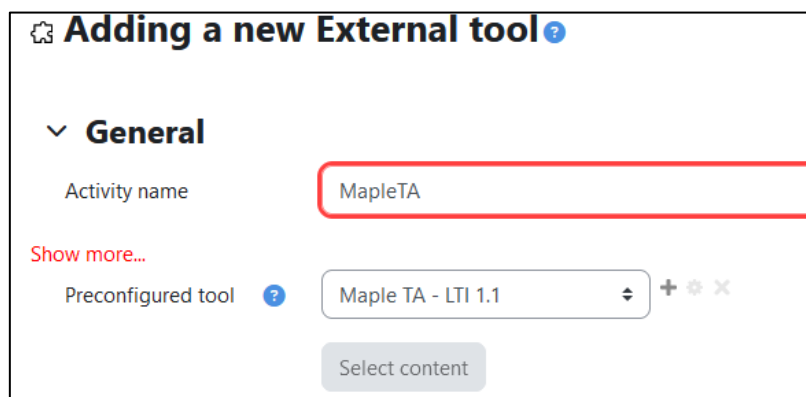 Adding a new External tool
General
Activity name MapleTA
Show more...
Preconfigured tool Maple TA - LTI 1.1
Select content